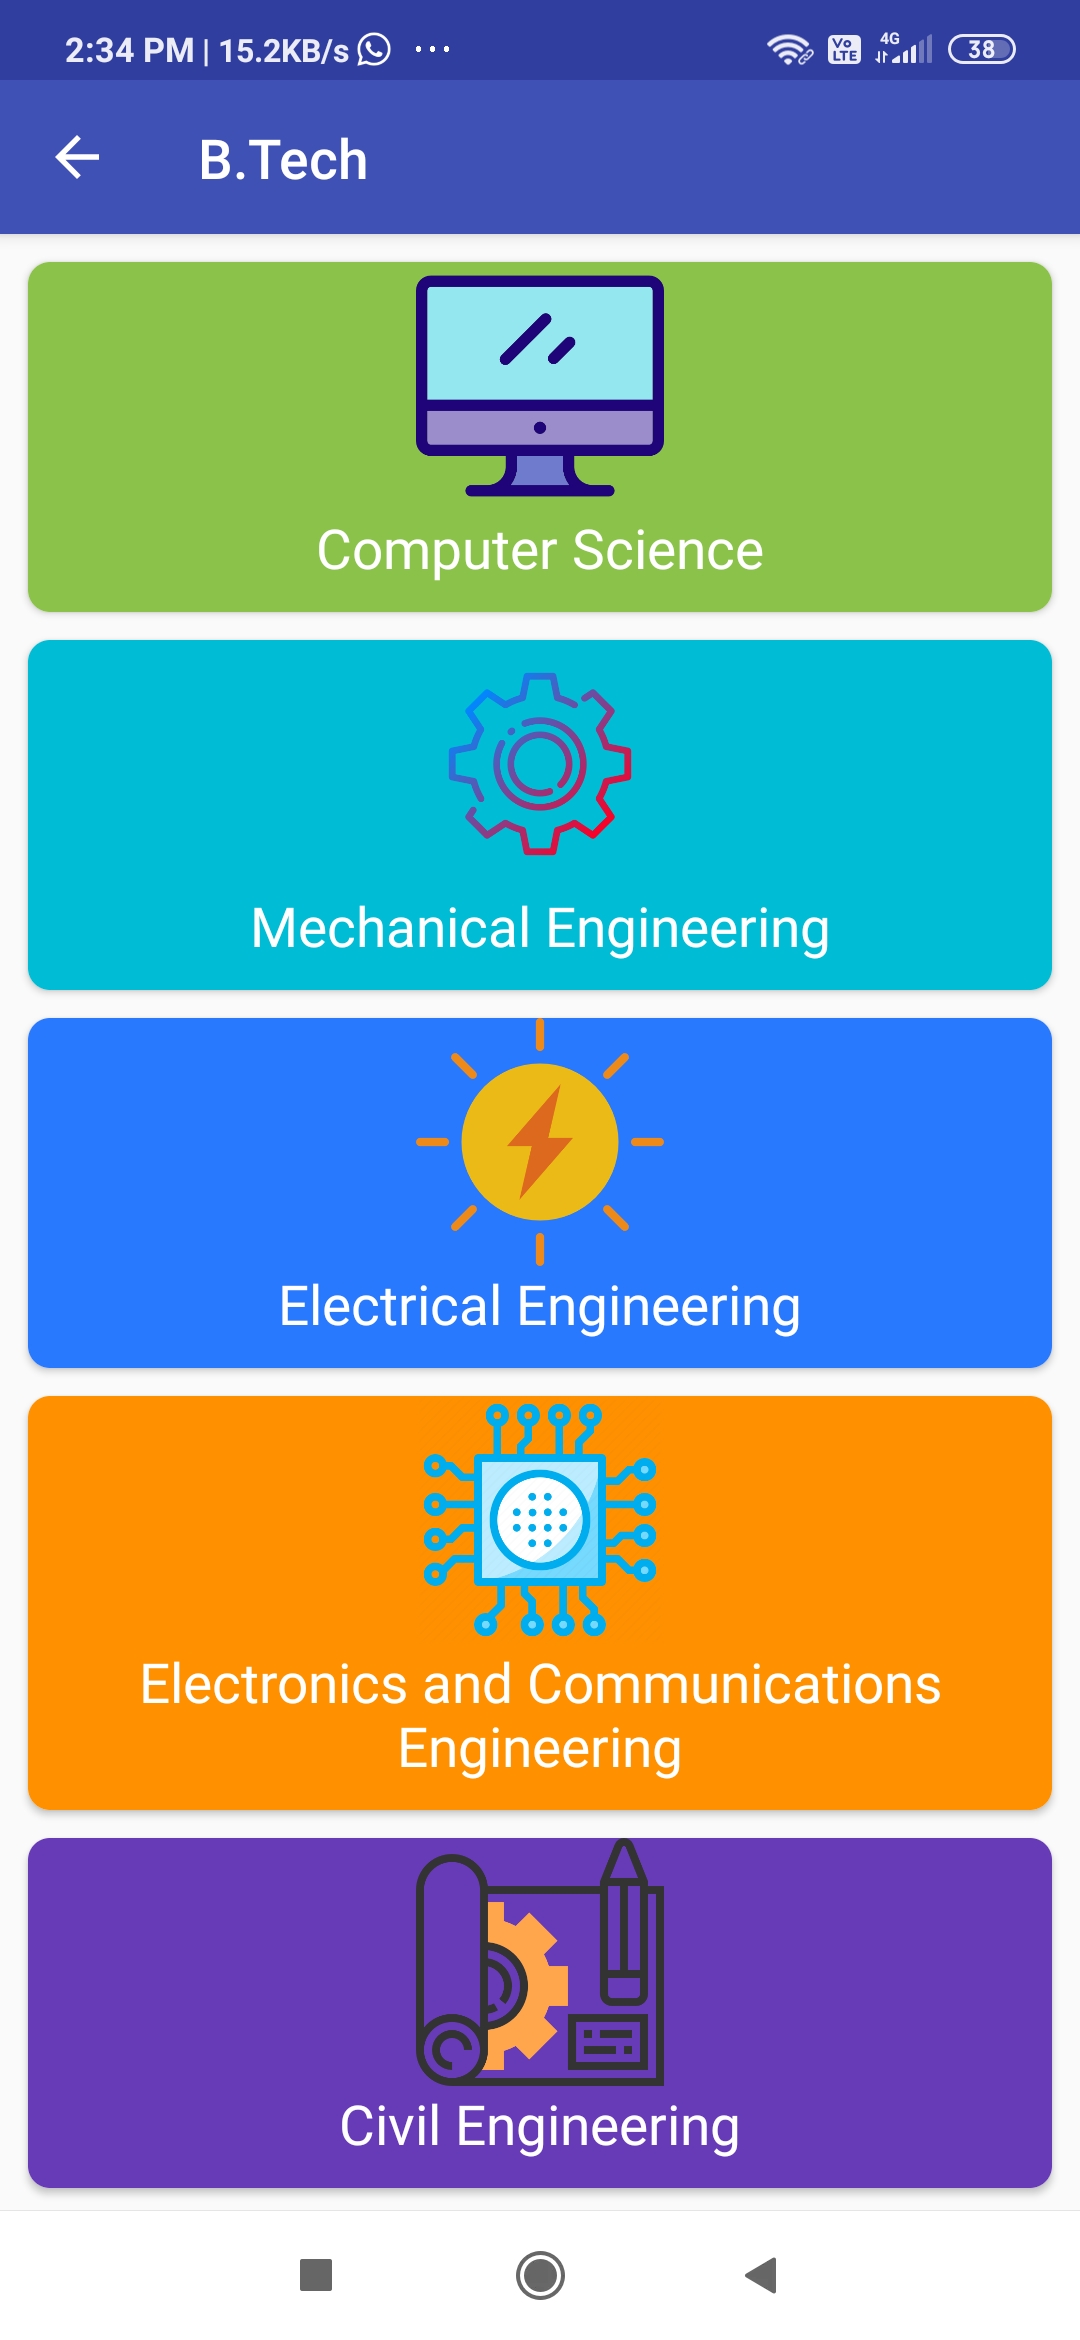 2:34 PM | 15.2KB/s ... Vo LTE 4G 38
B.Tech
Computer Science
Mechanical Engineering
Electrical Engineering
Electronics and Communications
Engineering
Civil Engineering